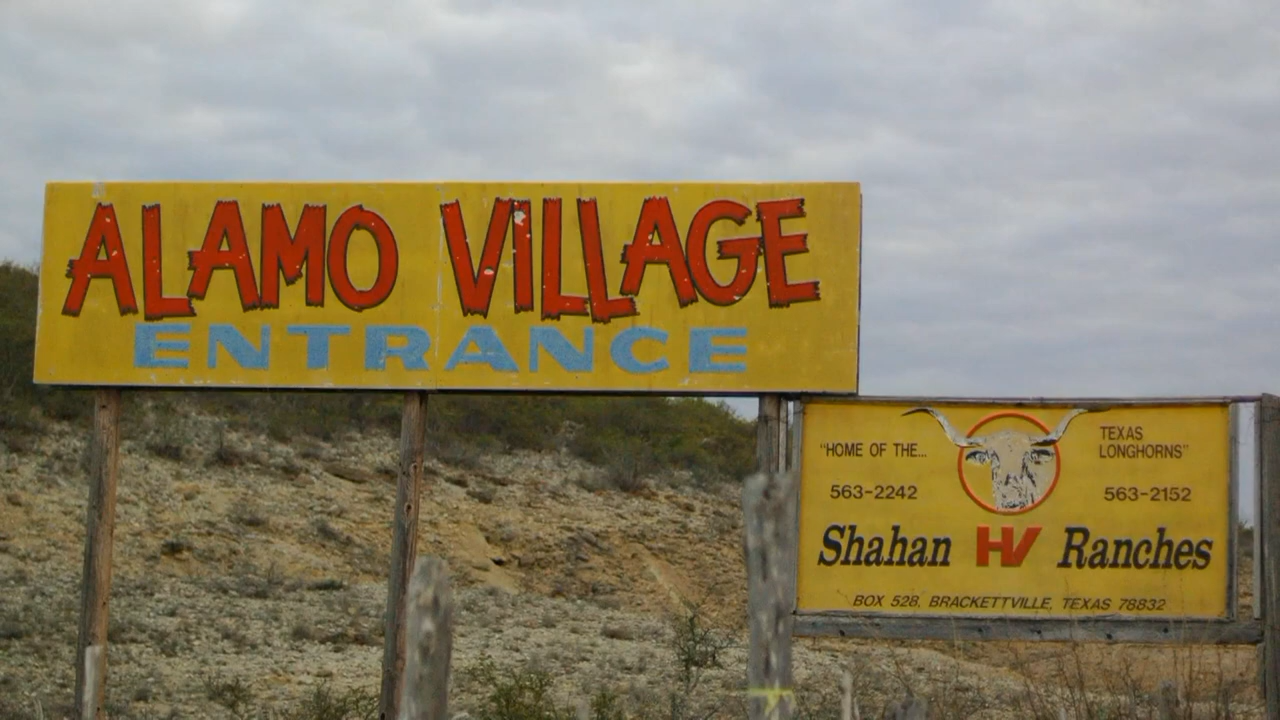 ALAMO VILLAGE
ENTRANCE
"HOME OF THE...
TEXAS
LONGHORNS"
563-2242
563-2152
Shahan HV Ranches
BOX 528, BRACKETTVILLE, TEXAS 78832